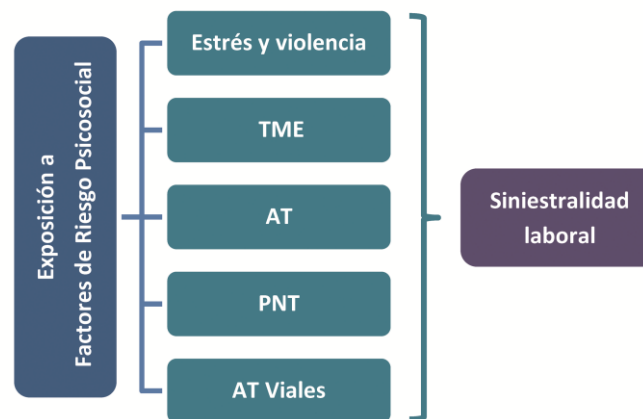 Exposición a
Factores de Riesgo Psicosocial
Estrés y violencia
TME
AT
PNT
AT Viales
Siniestralidad
laboral